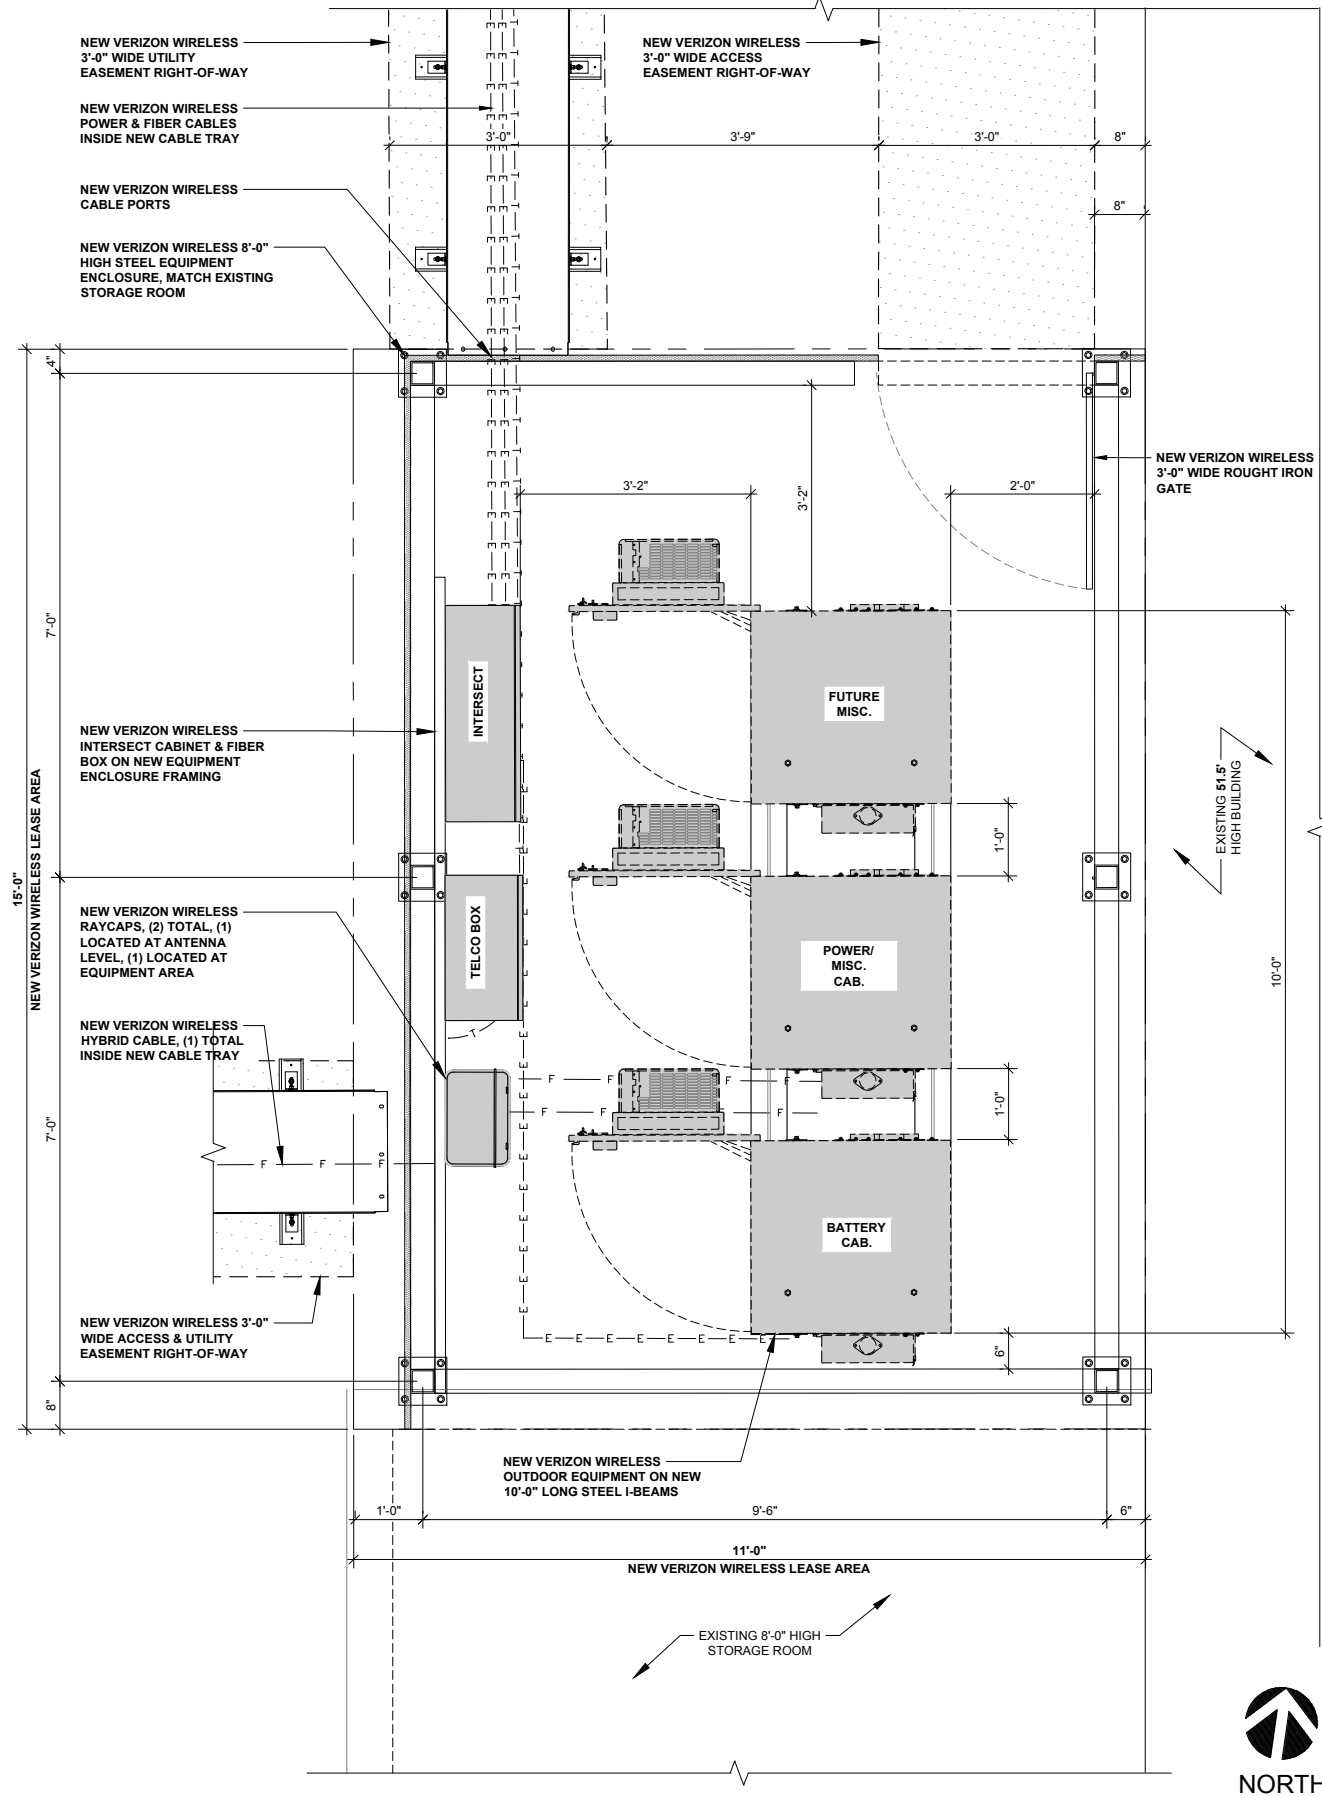 NEW VERIZON WIRELESS
3'-0" WIDE UTILITY
EASEMENT RIGHT-OF-WAY
NEW VERIZON WIRELESS
3'-0" WIDE ACCESS
EASEMENT RIGHT-OF-WAY
NEW VERIZON WIRELESS
POWER & FIBER CABLES
INSIDE NEW CABLE TRAY
3'-0"
3'-9"
3'-0"
8"
NEW VERIZON WIRELESS
CABLE PORTS
8"
NEW VERIZON WIRELESS 8'-0"
HIGH STEEL EQUIPMENT
ENCLOSURE, MATCH EXISTING
STORAGE ROOM
4"
NEW VERIZON WIRELESS
3'-0" WIDE ROUGHT IRON
GATE
3'-2"
3'-2"
2'-0"
7'-0"
INTERSECT
FUTURE
MISC.
NEW VERIZON WIRELESS
INTERSECT CABINET & FIBER
BOX ON NEW EQUIPMENT
ENCLOSURE FRAMING
EXISTING 51.5'
HIGH BUILDING
1'-0"
15'-0"
NEW VERIZON WIRELESS LEASE AREA
NEW VERIZON WIRELESS
RAYCAPS, (2) TOTAL, (1)
LOCATED AT ANTENNA
LEVEL, (1) LOCATED AT
EQUIPMENT AREA
TELCO BOX
POWER/
MISC.
CAB.
10'-0"
NEW VERIZON WIRELESS
HYBRID CABLE, (1) TOTAL
INSIDE NEW CABLE TRAY
T
F F F F
F F
1'-0"
7'-0"
F F F
BATTERY
CAB.
NEW VERIZON WIRELESS 3'-0"
WIDE ACCESS & UTILITY
EASEMENT RIGHT-OF-WAY
E E E E E E E
6"
8"
NEW VERIZON WIRELESS
OUTDOOR EQUIPMENT ON NEW
10'-0" LONG STEEL I-BEAMS
1'-0"
9'-6"
6"
11'-0"
NEW VERIZON WIRELESS LEASE AREA
EXISTING 8'-0" HIGH
STORAGE ROOM
NORTH